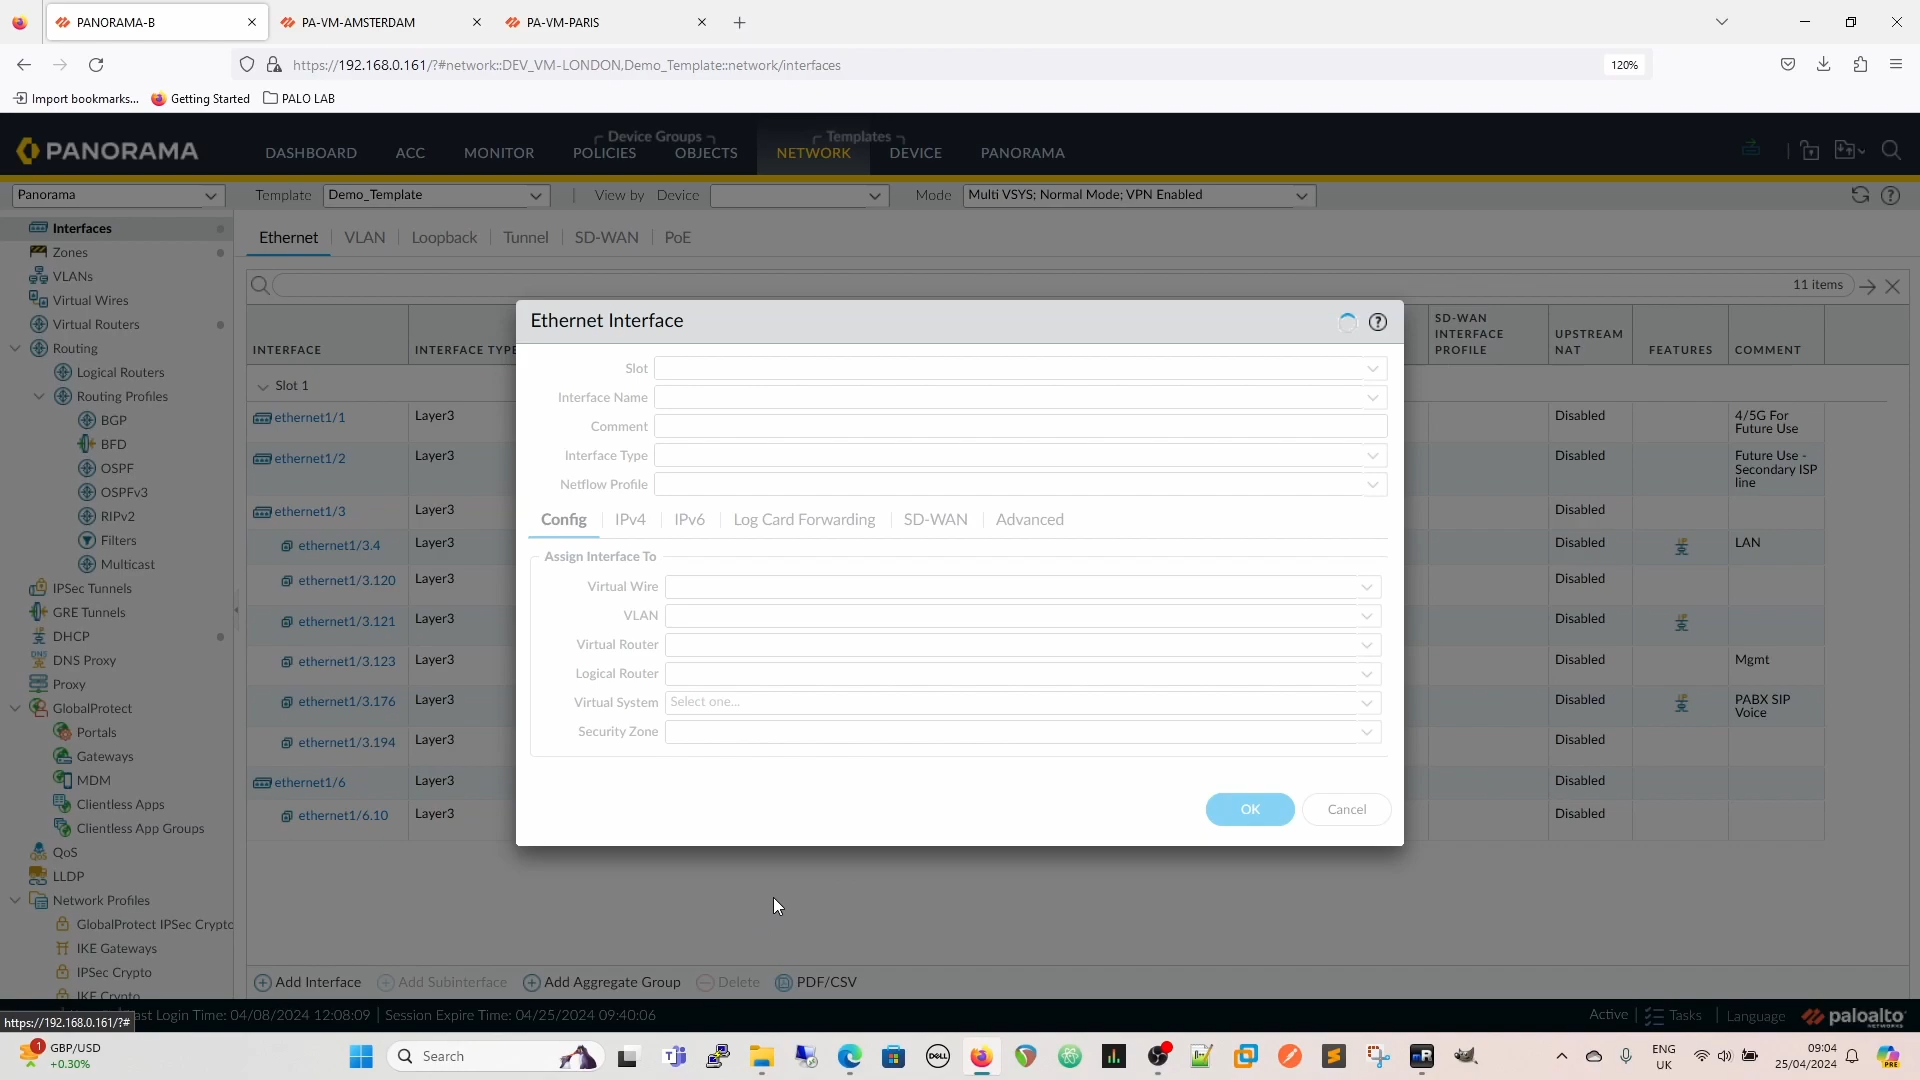 PANORAMA-B
PA-VM-AMSTERDAM
PA-VM-PARIS
https://192.168.0.161/?#network::DEV_VM-LONDON,Demo_Template::network/interfaces
120%
Import bookmarks...
Getting Started
PALO LAB
PANORAMA
DASHBOARD
ACC
MONITOR
Device Groups
POLICIES
OBJECTS
Templates
NETWORK
DEVICE
PANORAMA
Panorama
Template
Demo_Template
View by
Device
Mode
Multi VSYS; Normal Mode; VPN Enabled
Interfaces
Zones
VLANs
Virtual Wires
Virtual Routers
Routing
Logical Routers
Routing Profiles
BGP
BFD
OSPF
OSPFv3
RIPv2
Filters
Multicast
IPSec Tunnels
GRE Tunnels
DHCP
DNS Proxy
Proxy
GlobalProtect
Portals
Gateways
MDM
Clientless Apps
Clientless App Groups
QoS
LLDP
Network Profiles
GlobalProtect IPSec Crypto
IKE Gateways
IPSec Crypto
IKE Crypto
Ethernet
VLAN
Loopback
Tunnel
SD-WAN
PoE
11 items
INTERFACE
INTERFACE TYPE
SD-WAN
INTERFACE
PROFILE
UPSTREAM
NAT
FEATURES
COMMENT
Slot 1
ethernet1/1
Layer3
Disabled
4/5G For
Future Use
ethernet1/2
Layer3
Disabled
Future Use -
Secondary ISP
line
ethernet1/3
Layer3
Disabled
ethernet1/3.4
Layer3
Disabled
LAN
ethernet1/3.120
Layer3
Disabled
ethernet1/3.121
Layer3
Disabled
ethernet1/3.123
Layer3
Disabled
Mgmt
ethernet1/3.176
Layer3
Disabled
PABX SIP
Voice
ethernet1/3.194
Layer3
Disabled
ethernet1/6
Layer3
Disabled
ethernet1/6.10
Layer3
Disabled
Ethernet Interface
Slot
Interface Name
Comment
Interface Type
Netflow Profile
Config
IPv4
IPv6
Log Card Forwarding
SD-WAN
Advanced
Assign Interface To
Virtual Wire
VLAN
Virtual Router
Logical Router
Virtual System
Select one...
Security Zone
OK
Cancel
Add Interface
Add Subinterface
Add Aggregate Group
Delete
PDF/CSV
https://192.168.0.161/?#
Login Time: 04/08/2024 12:08:09
Session Expire Time: 04/25/2024 09:40:06
Active
Tasks
Language
paloalto
NETWORKS
1
GBP/USD
+0.30%
Search
DELL
ENG
UK
09:04
25/04/2024
PRE